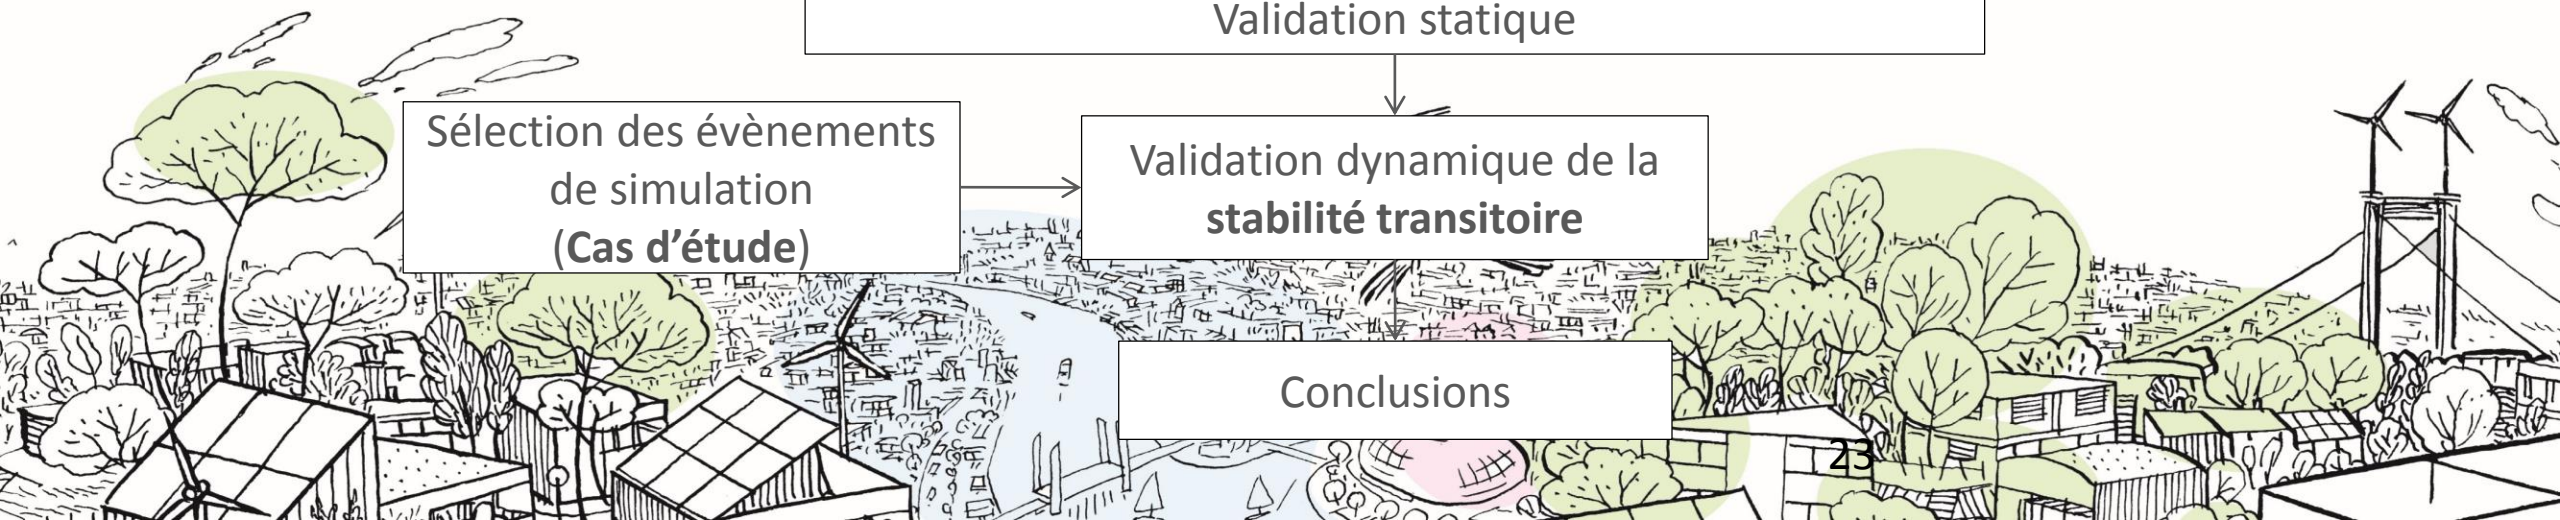 Validation statique
Sélection des évènements
de simulation
(Cas d’étude)
Validation dynamique de la
stabilité transitoire
Conclusions
23